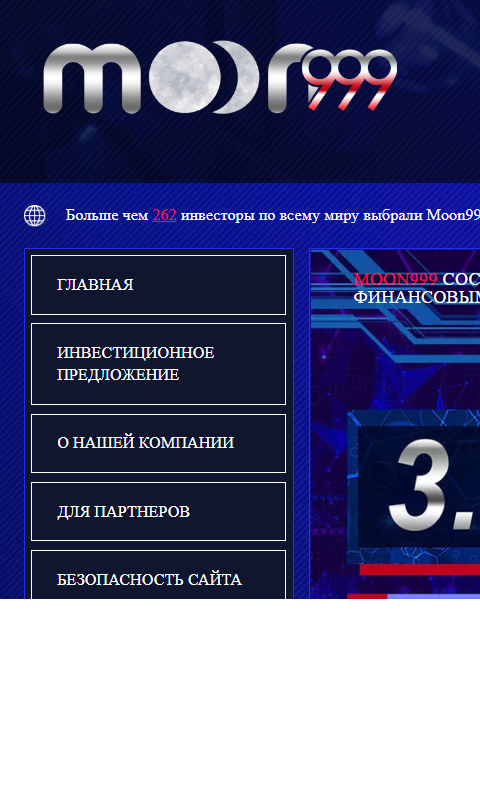 moon999
Больше чем 262 инвесторы по всему миру выбрали Moon99
ГЛАВНАЯ
ИНВЕСТИЦИОННОЕ
ПРЕДЛОЖЕНИЕ
О НАШЕЙ КОМПАНИИ
ДЛЯ ПАРТНЕРОВ
БЕЗОПАСНОСТЬ САЙТА
MOON999 СОС
ФИНАНСОВЫМ
3.